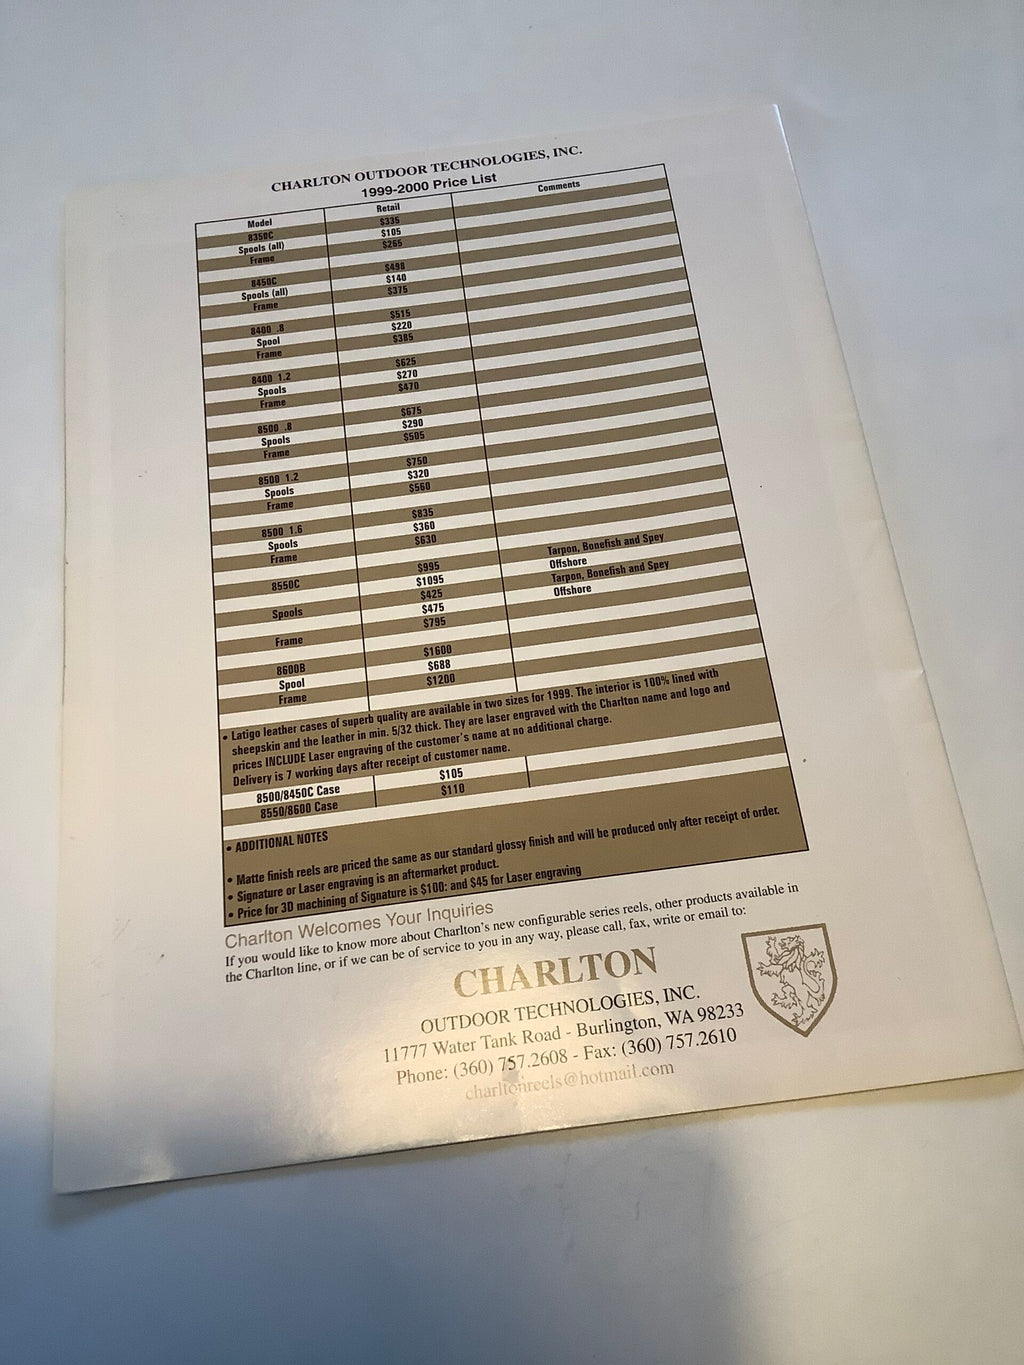 CHARLTON OUTDOOR TECHNOLOGIES, INC.
1999-2000 Price List
Model Retail Comments
8350C $335
Spools (all) $105
Frame $265
8450C $498
Spools (all) $140
Frame $375
8400 .8 $515
Spool $220
Frame $385
8400 1.2 $625
Spools $270
Frame $470
8500 .8 $675
Spools $290
Frame $505
8500 1.2 $750
Spools $320
Frame $560
8500 1.6 $835
Spools $360
Frame $630
8550C $995 Tarpon, Bonefish and Spey
$1095 Offshore
Spools $425 Tarpon, Bonefish and Spey
$475 Offshore
Frame $795
8600B $1600
Spool $688
Frame $1200
• Latigo leather cases of superb quality are available in two sizes for 1999. The interior is 100% lined with
sheepskin and the leather in min. 5/32 thick. They are laser engraved with the Charlton name and logo and
prices INCLUDE Laser engraving of the customer's name at no additional charge.
Delivery is 7 working days after receipt of customer name.
8500/8450C Case $105
8550/8600 Case $110
• ADDITIONAL NOTES
• Matte finish reels are priced the same as our standard glossy finish and will be produced only after receipt of order.
• Signature or Laser engraving is an aftermarket product.
• Price for 3D machining of Signature is $100: and $45 for Laser engraving
Charlton Welcomes Your Inquiries
If you would like to know more about Charlton's new configurable series reels, other products available in
the Charlton line, or if we can be of service to you in any way, please call, fax, write or email to:
CHARLTON
OUTDOOR TECHNOLOGIES, INC.
11777 Water Tank Road - Burlington, WA 98233
Phone: (360) 757.2608 - Fax: (360) 757.2610
charltonreels@hotmail.com